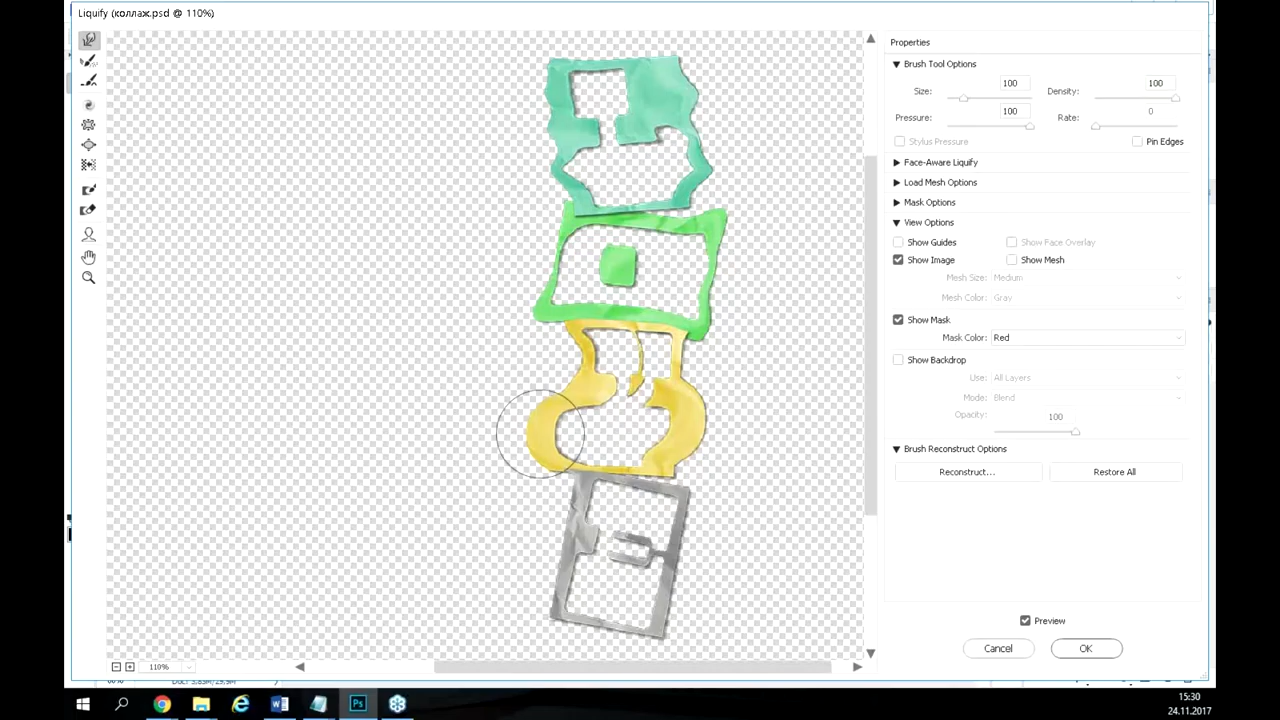 Liquify (коллаж.psd @ 110%)
Properties
Brush Tool Options
Size: 100 Density: 100
Pressure: 100 Rate: 0
Stylus Pressure Pin Edges
Face-Aware Liquify
Load Mesh Options
Mask Options
View Options
Show Guides Show Face Overlay
Show Image Show Mesh
Mesh Size: Medium
Mesh Color: Gray
Show Mask
Mask Color: Red
Show Backdrop
Use: All Layers
Mode: Blend
Opacity: 100
Brush Reconstruct Options
Reconstruct... Restore All
Preview
Cancel OK
110%
Ps
15:30
24.11.2017